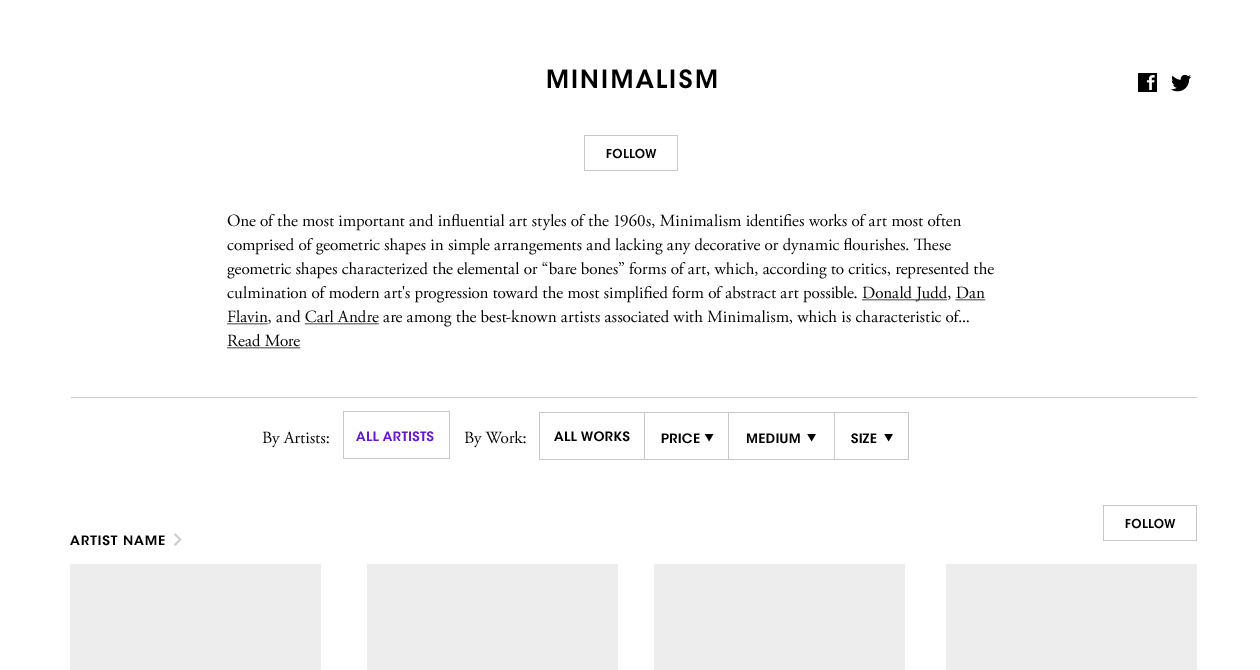 MINIMALISM
FOLLOW
One of the most important and influential art styles of the 1960s, Minimalism identifies works of art most often
comprised of geometric shapes in simple arrangements and lacking any decorative or dynamic flourishes. These
geometric shapes characterized the elemental or “bare bones” forms of art, which, according to critics, represented the
culmination of modern art's progression toward the most simplified form of abstract art possible. Donald Judd, Dan
Flavin, and Carl Andre are among the best-known artists associated with Minimalism, which is characteristic of...
Read More
By Artists: ALL ARTISTS By Work: ALL WORKS PRICE MEDIUM SIZE
FOLLOW
ARTIST NAME